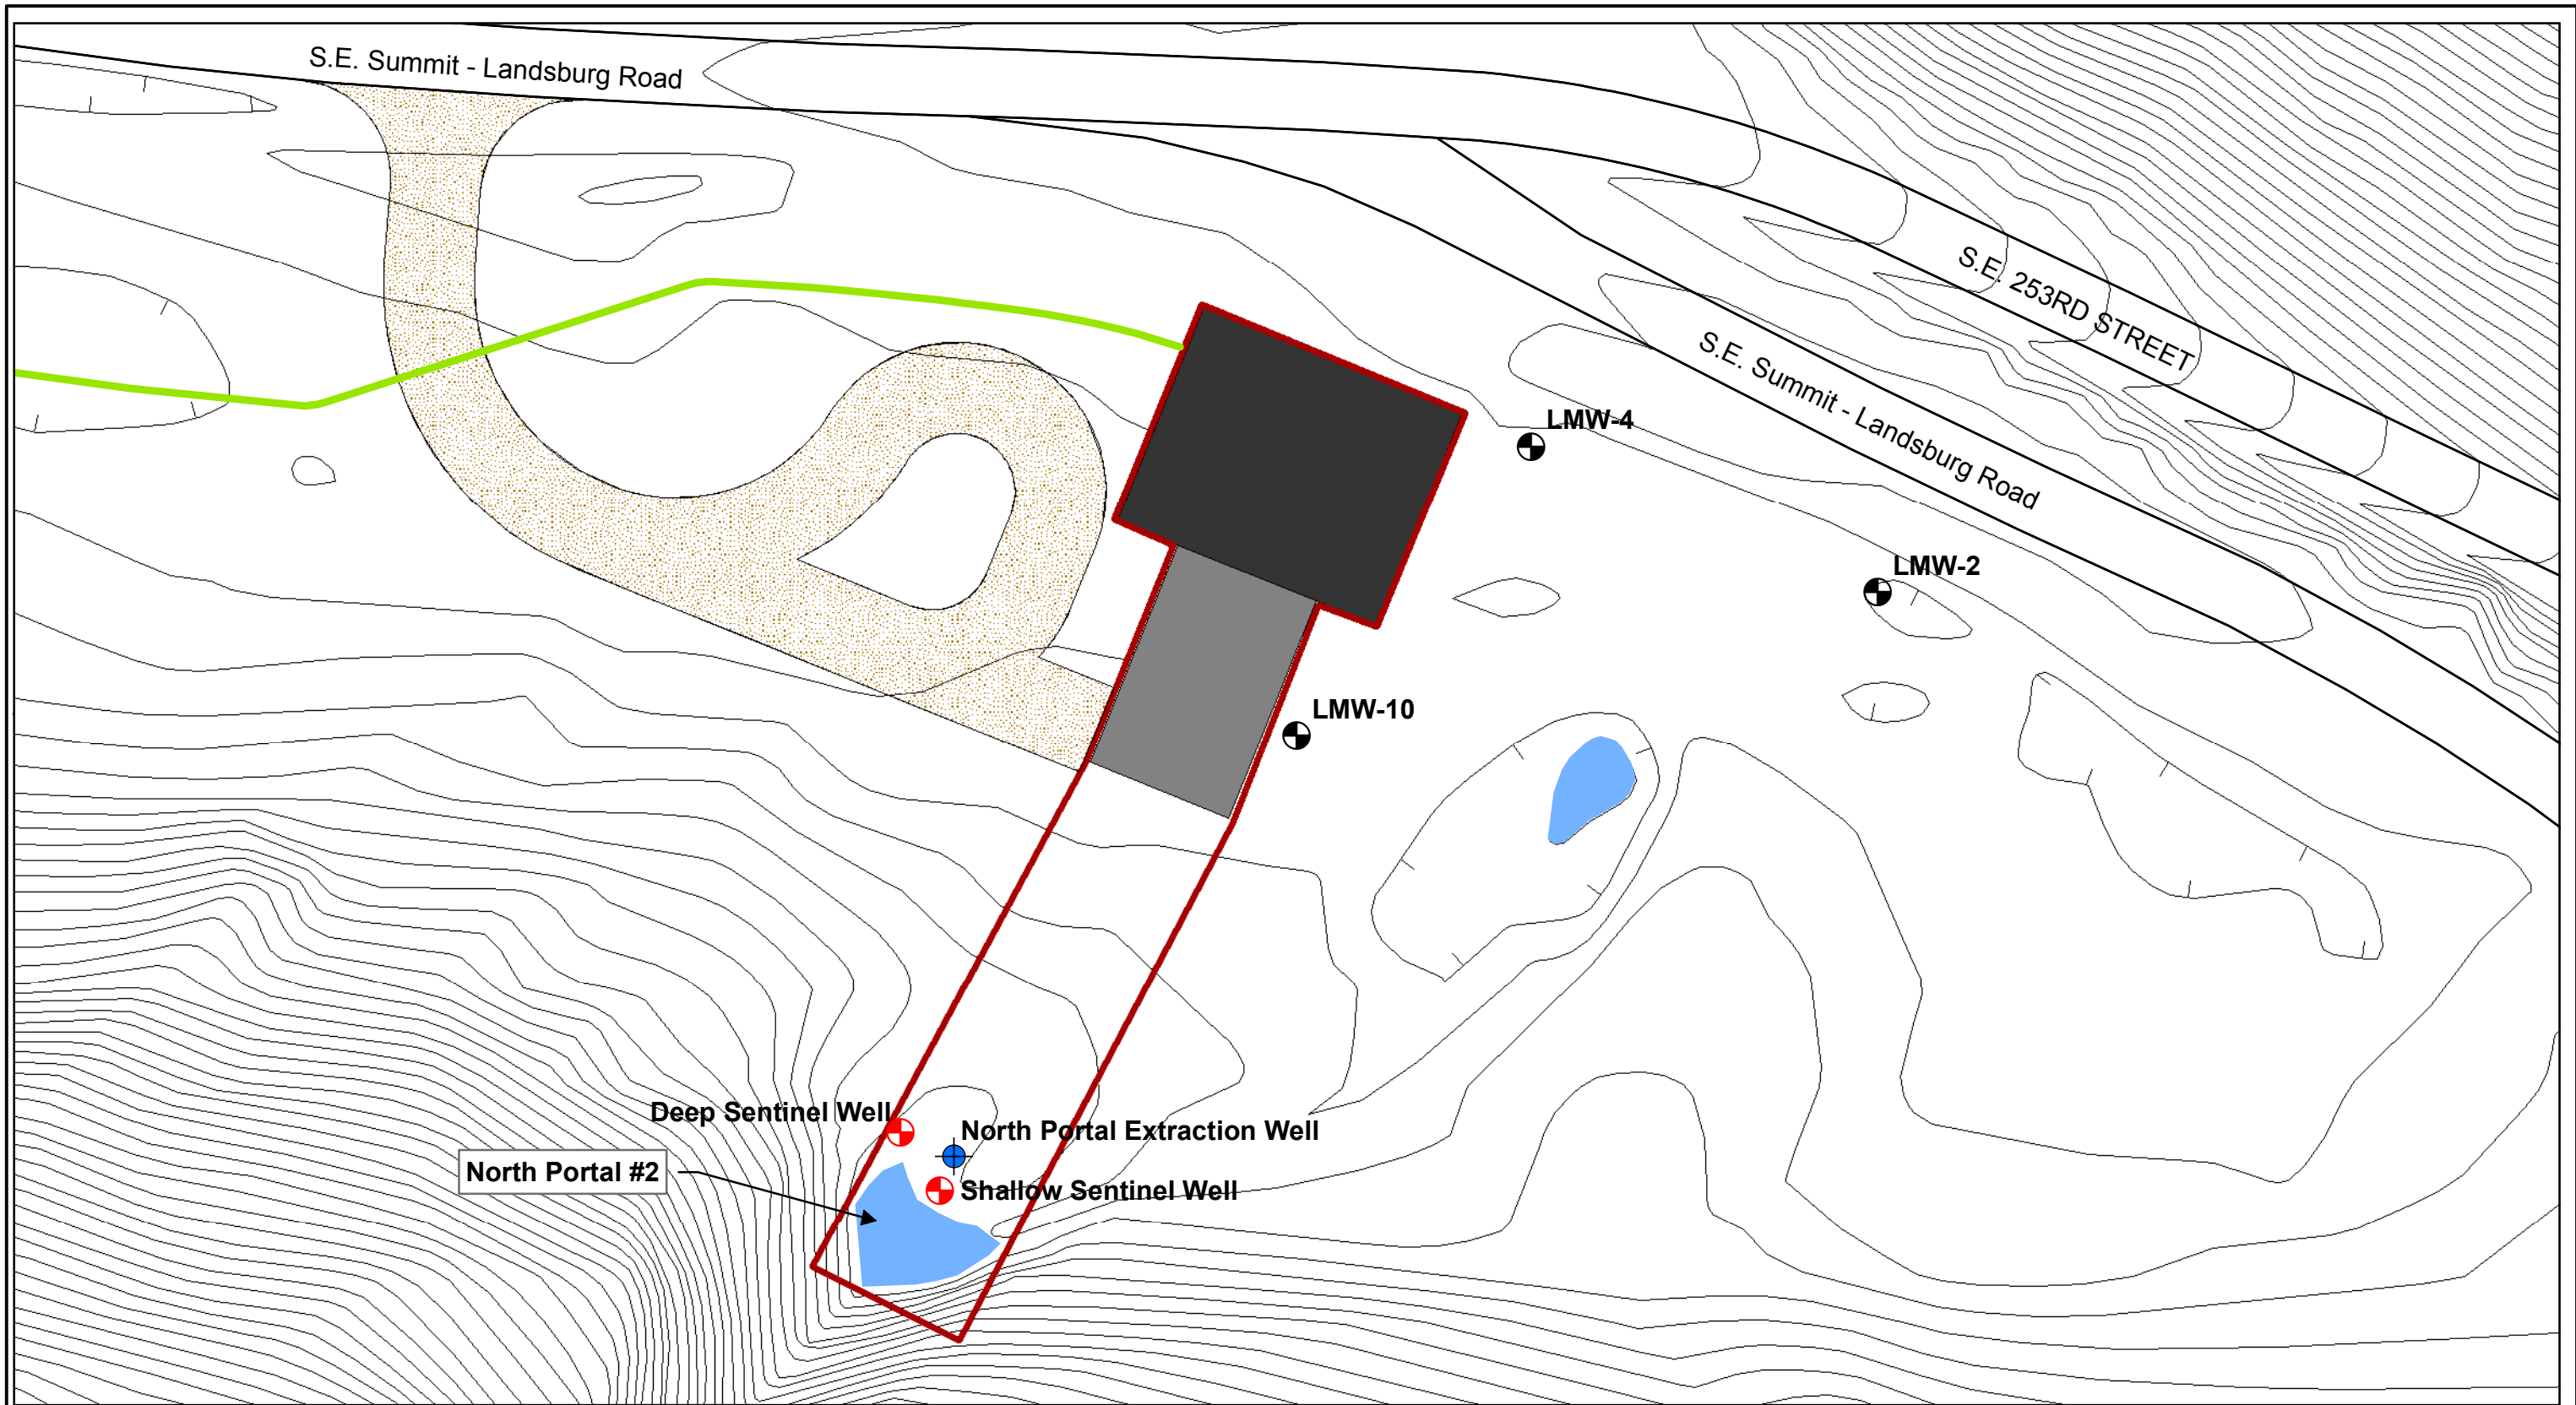 S.E. Summit - Landsburg Road
S.E. 253RD STREET
S.E. Summit - Landsburg Road
LMW-4
LMW-2
LMW-10
Deep Sentinel Well
North Portal Extraction Well
North Portal #2
Shallow Sentinel Well